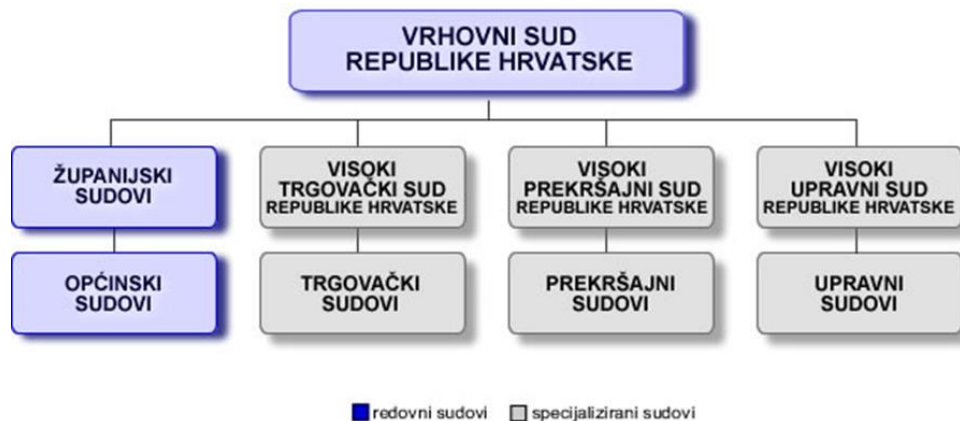 VRHOVNI SUD
REPUBLIKE HRVATSKE
ŽUPANIJSKI
SUDOVI
VISOKI
TRGOVAČKI SUD
REPUBLIKE HRVATSKE
VISOKI
PREKRŠAJNI SUD
REPUBLIKE HRVATSKE
VISOKI
UPRAVNI SUD
REPUBLIKE HRVATSKE
OPĆINSKI
SUDOVI
TRGOVAČKI
SUDOVI
PREKRŠAJNI
SUDOVI
UPRAVNI
SUDOVI
redovni sudovi
specijalizirani sudovi